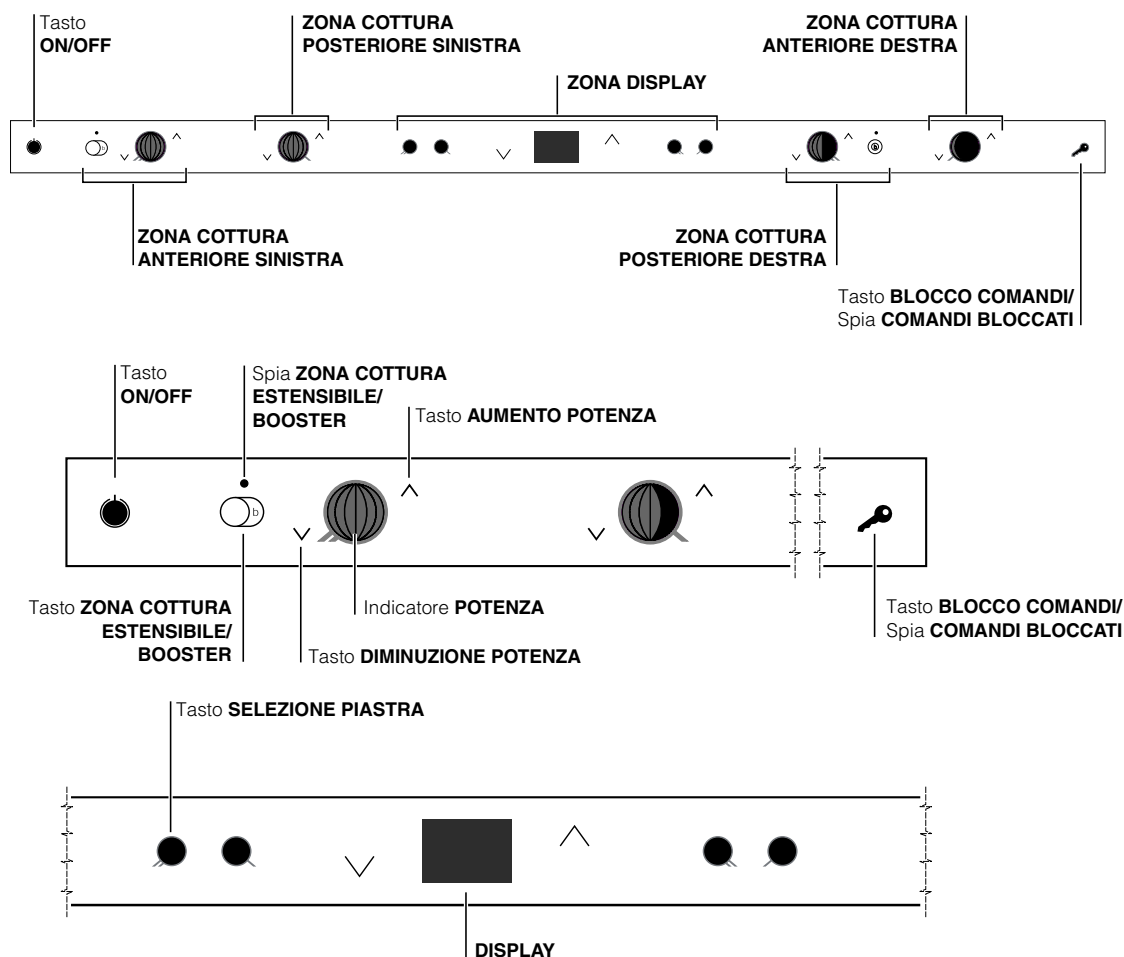 Tasto
ON/OFF
ZONA COTTURA
POSTERIORE SINISTRA
ZONA DISPLAY
ZONA COTTURA
ANTERIORE DESTRA
b
ZONA COTTURA
ANTERIORE SINISTRA
ZONA COTTURA
POSTERIORE DESTRA
Tasto BLOCCO COMANDI/
Spia COMANDI BLOCCATI
Tasto
ON/OFF
Spia ZONA COTTURA
ESTENSIBILE/
BOOSTER
Tasto AUMENTO POTENZA
b
Tasto ZONA COTTURA
ESTENSIBILE/
BOOSTER
Indicatore POTENZA
Tasto DIMINUZIONE POTENZA
Tasto BLOCCO COMANDI/
Spia COMANDI BLOCCATI
Tasto SELEZIONE PIASTRA
DISPLAY